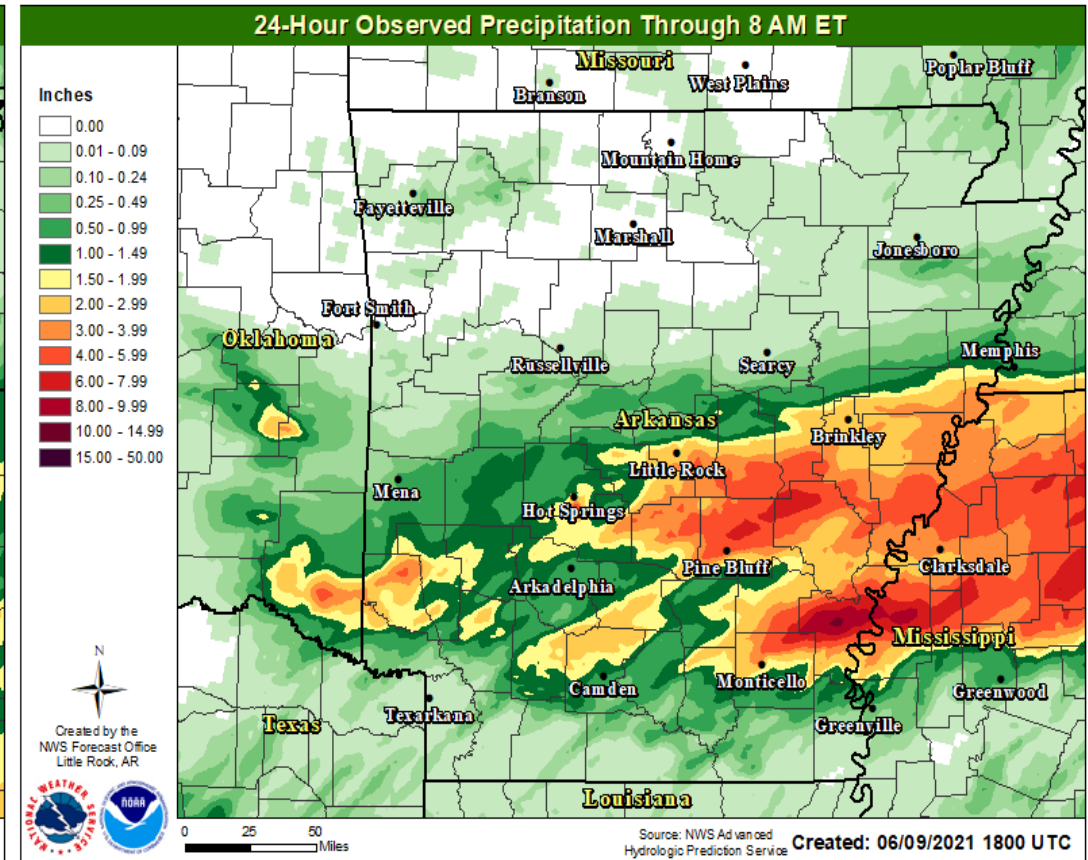 24-Hour Observed Precipitation Through 8 AM ET
Inches
0.00
0.01 - 0.09
0.10 - 0.24
0.25 - 0.49
0.50 - 0.99
1.00 - 1.49
1.50 - 1.99
2.00 - 2.99
3.00 - 3.99
4.00 - 5.99
6.00 - 7.99
8.00 - 9.99
10.00 - 14.99
15.00 - 50.00
Missouri
Poplar Bluff
West Plains
Branson
Mountain Home
Fayetteville
Marshall
Jonesboro
Fort Smith
Oklahoma
Russellville
Searcy
Memphis
Arkansas
Brinkley
Little Rock
Mena
Hot Springs
Pine Bluff
Clarksdale
Arkadelphia
Mississippi
Camden
Monticello
Greenwood
Texarkana
Greenville
Texas
Louisiana
N
Created by the
NWS Forecast Office
Little Rock, AR
NATIONAL WEATHER SERVICE
NOAA
0 25 50
Miles
Source: NWS Advanced
Hydrologic Prediction Service
Created: 06/09/2021 1800 UTC